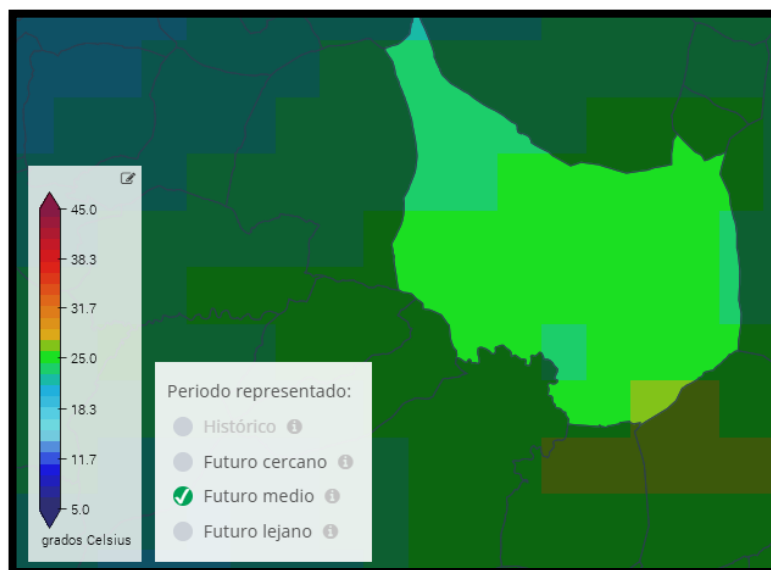 45.0
38.3
31.7
25.0
18.3
11.7
5.0
grados Celsius
Periodo representado:
Histórico
Futuro cercano
Futuro medio
Futuro lejano